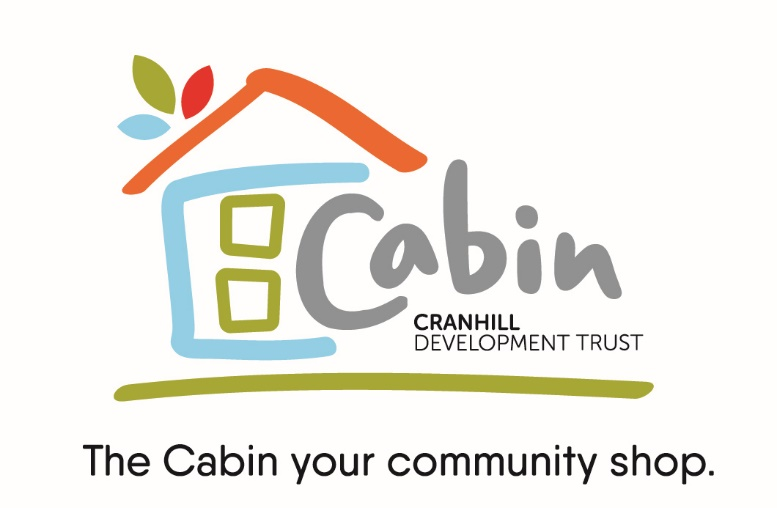 Cabin
CRANHILL
DEVELOPMENT TRUST
The Cabin your community shop.